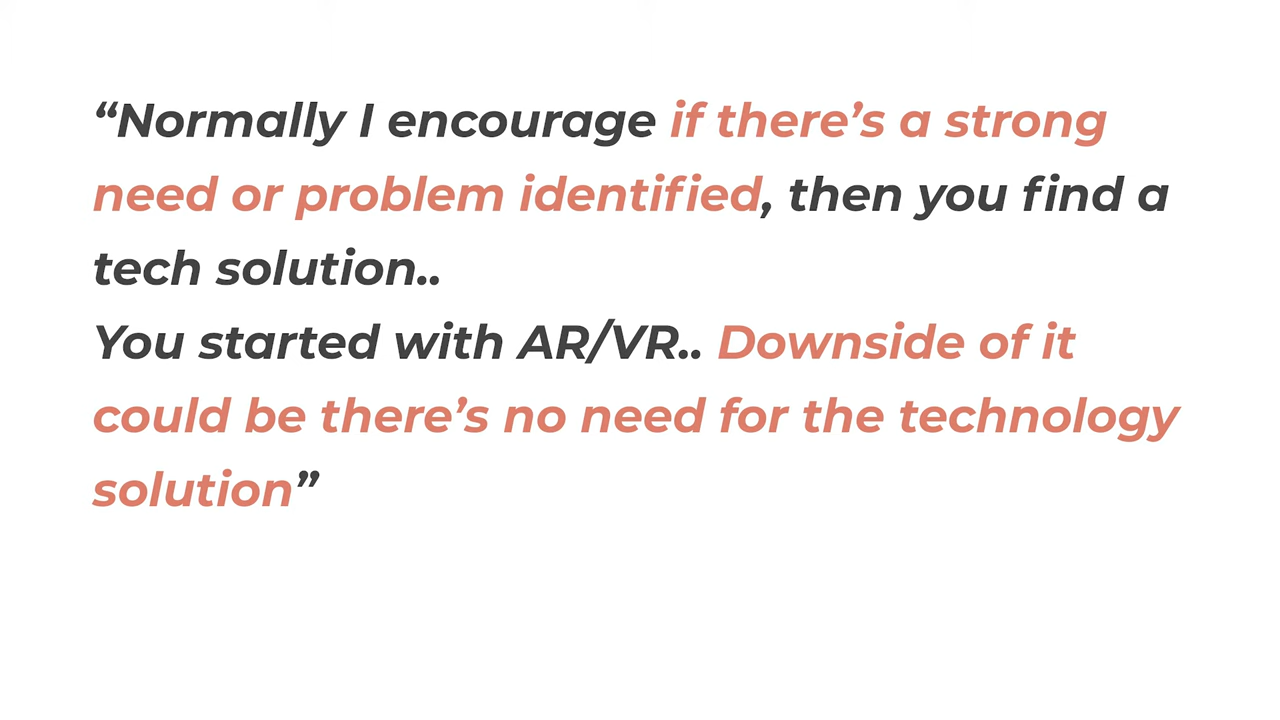 “Normally I encourage if there’s a strong
need or problem identified, then you find a
tech solution..
You started with AR/VR.. Downside of it
could be there’s no need for the technology
solution”